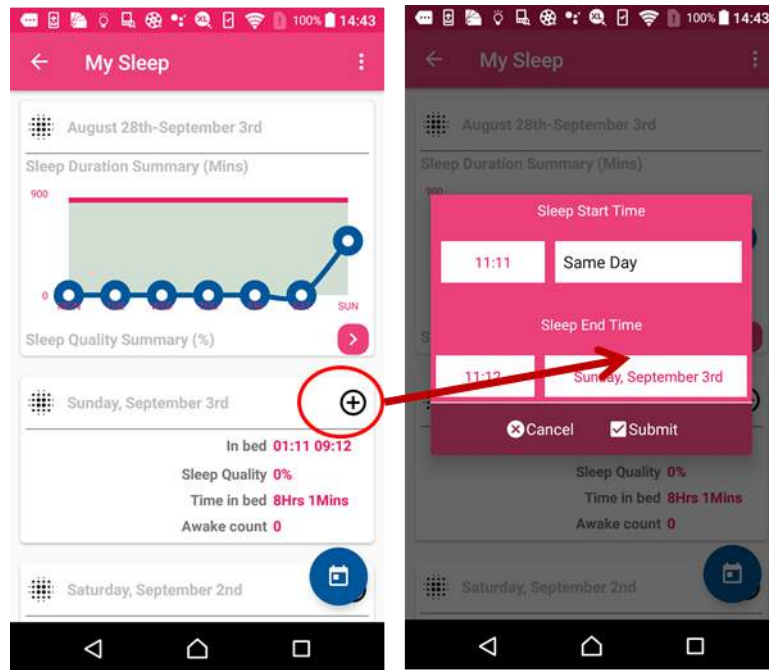 100% 14:43
My Sleep
August 28th-September 3rd
Sleep Duration Summary (Mins)
900
0
SUN
Sleep Quality Summary (%)
Sunday, September 3rd
In bed 01:11 09:12
Sleep Quality 0%
Time in bed 8Hrs 1Mins
Awake count 0
Saturday, September 2nd
XL 100% 14:43
My Sleep
August 28th-September 3rd
Sleep Duration Summary (Mins)
900
Sleep Start Time
11:11 Same Day
Sleep End Time
11:12 Sunday, September 3rd
Cancel Submit
Sleep Quality 0%
Time in bed 8Hrs 1Mins
Awake count 0
Saturday, September 2nd